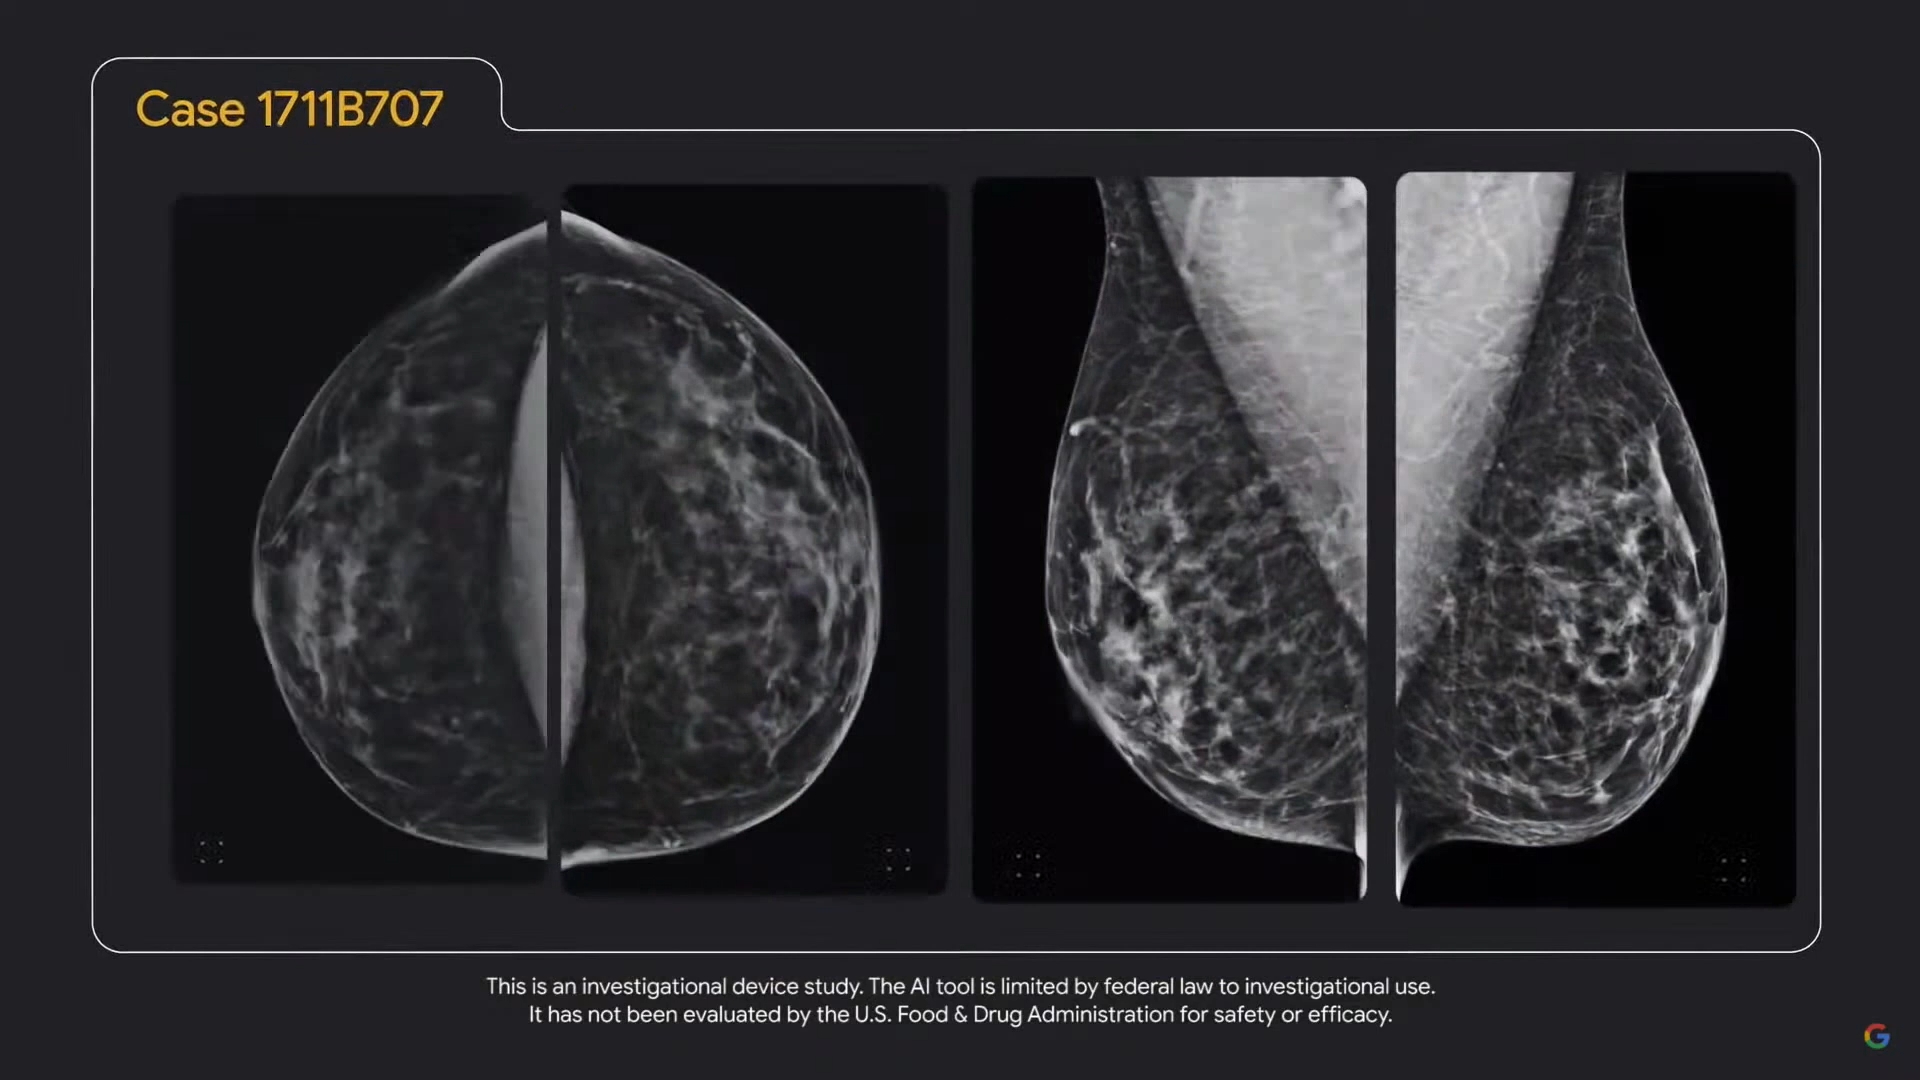 Case 1711B707
This is an investigational device study. The AI tool is limited by federal law to investigational use.
It has not been evaluated by the U.S. Food & Drug Administration for safety or efficacy.